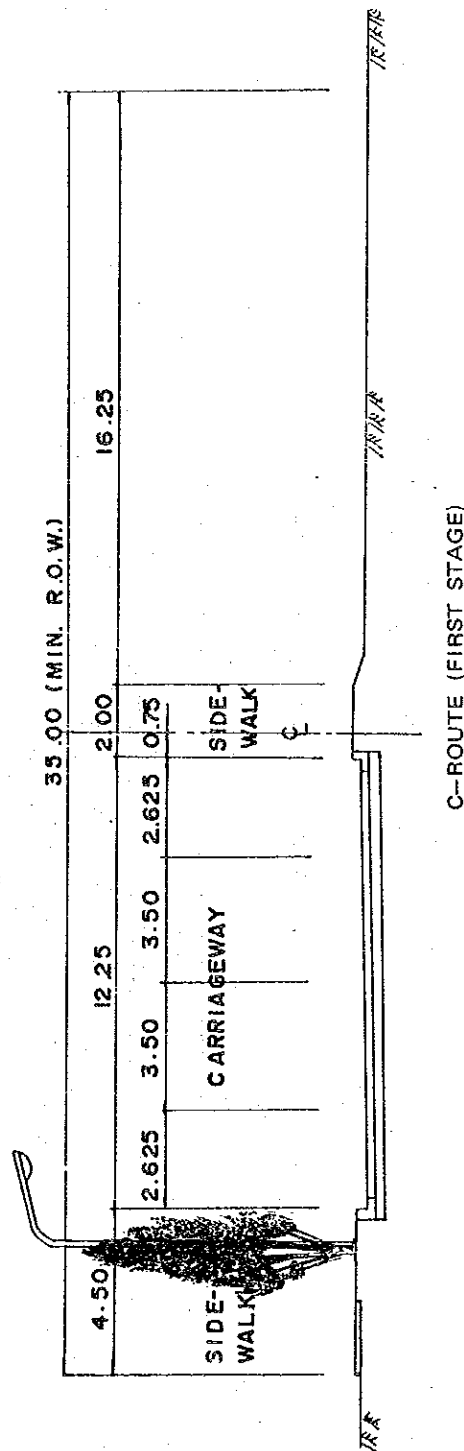 35.00 (MIN. R.O.W.)
4.50 12.25 2.00 16.25
2.625 3.50 3.50 2.625 0.75
SIDE-
WALK
CARRIAGEWAY
SIDE-
WALK
C
L
C-ROUTE (FIRST STAGE)